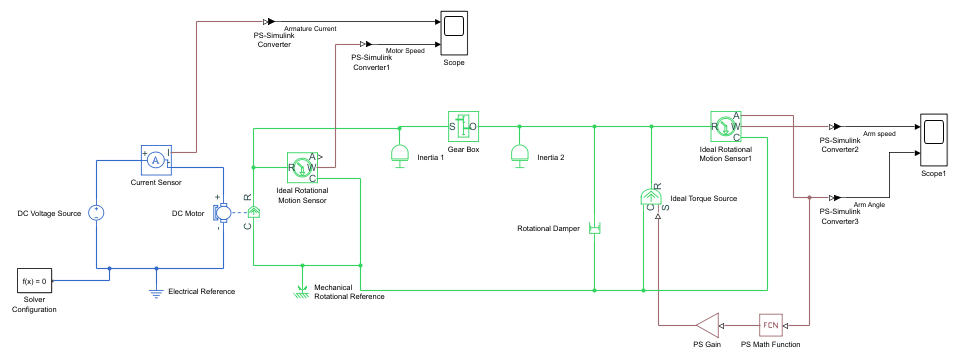 Armature Current
PS-Simulink
Converter
Motor Speed
PS-Simulink
Converter1
Scope
S O
Gear Box
A
R W
C
Ideal Rotational
Motion Sensor1
Arm speed
PS-Simulink
Converter2
Scope1
+ I
A
-
Current Sensor
A
R W
C
Ideal Rotational
Motion Sensor
Inertia 1
Inertia 2
R
C
R
C S
Ideal Torque Source
Arm Angle
PS-Simulink
Converter3
DC Voltage Source
+
-
DC Motor
+
-
Rotational Damper
f(x) = 0
Solver
Configuration
Electrical Reference
Mechanical
Rotational Reference
FCN
PS Gain
PS Math Function